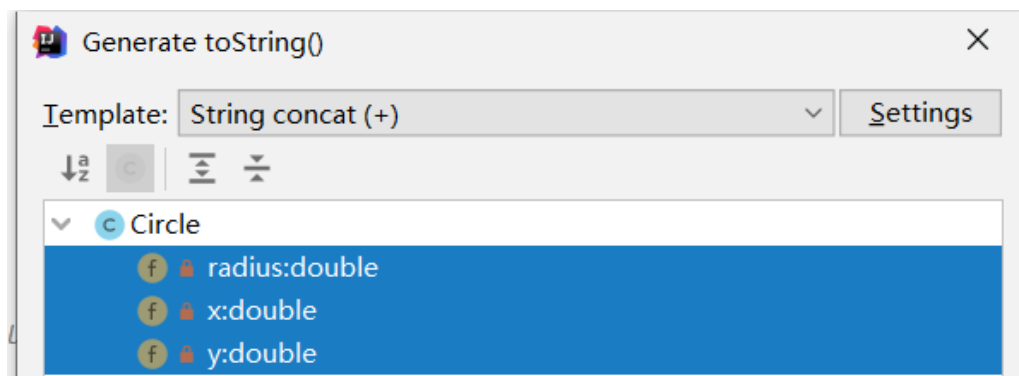 Generate toString()
Template: String concat (+) Settings
Circle
radius:double
x:double
y:double